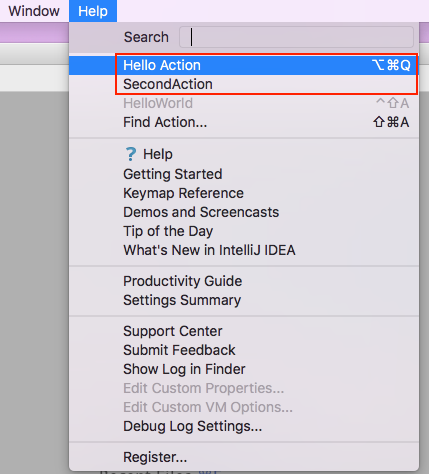 Window Help
Search
Hello Action ⌥⌘Q
SecondAction
HelloWorld ^⇧A
Find Action... ⇧⌘A
? Help
Getting Started
Keymap Reference
Demos and Screencasts
Tip of the Day
What's New in IntelliJ IDEA
Productivity Guide
Settings Summary
Support Center
Submit Feedback
Show Log in Finder
Edit Custom Properties...
Edit Custom VM Options...
Debug Log Settings...
Register...